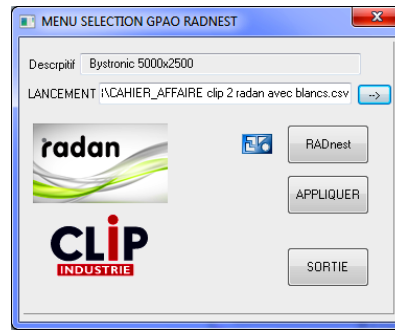 MENU SELECTION GPAO RADNEST
Descrpitif Bystronic 5000x2500
LANCEMENT \CAHIER_AFFAIRE clip 2 radan avec blancs.csv -->
radan
RADnest
APPLIQUER
CLiP
INDUSTRIE
SORTIE